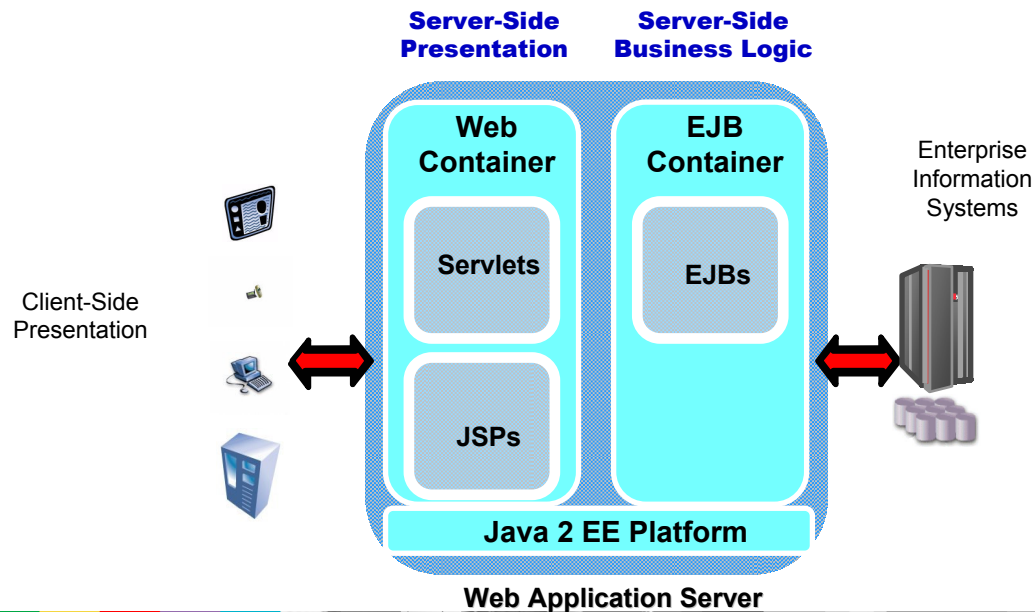 Server-Side
Presentation
Server-Side
Business Logic
Web
Container
EJB
Container
Enterprise
Information
Systems
Servlets
EJBs
Client-Side
Presentation
JSPs
Java 2 EE Platform
Web Application Server